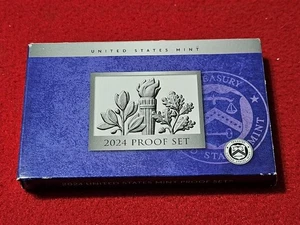 UNITED STATES MINT
TREASURY
2024 PROOF SET
STATES MINT
2024 UNITED STATES MINT PROOF SET